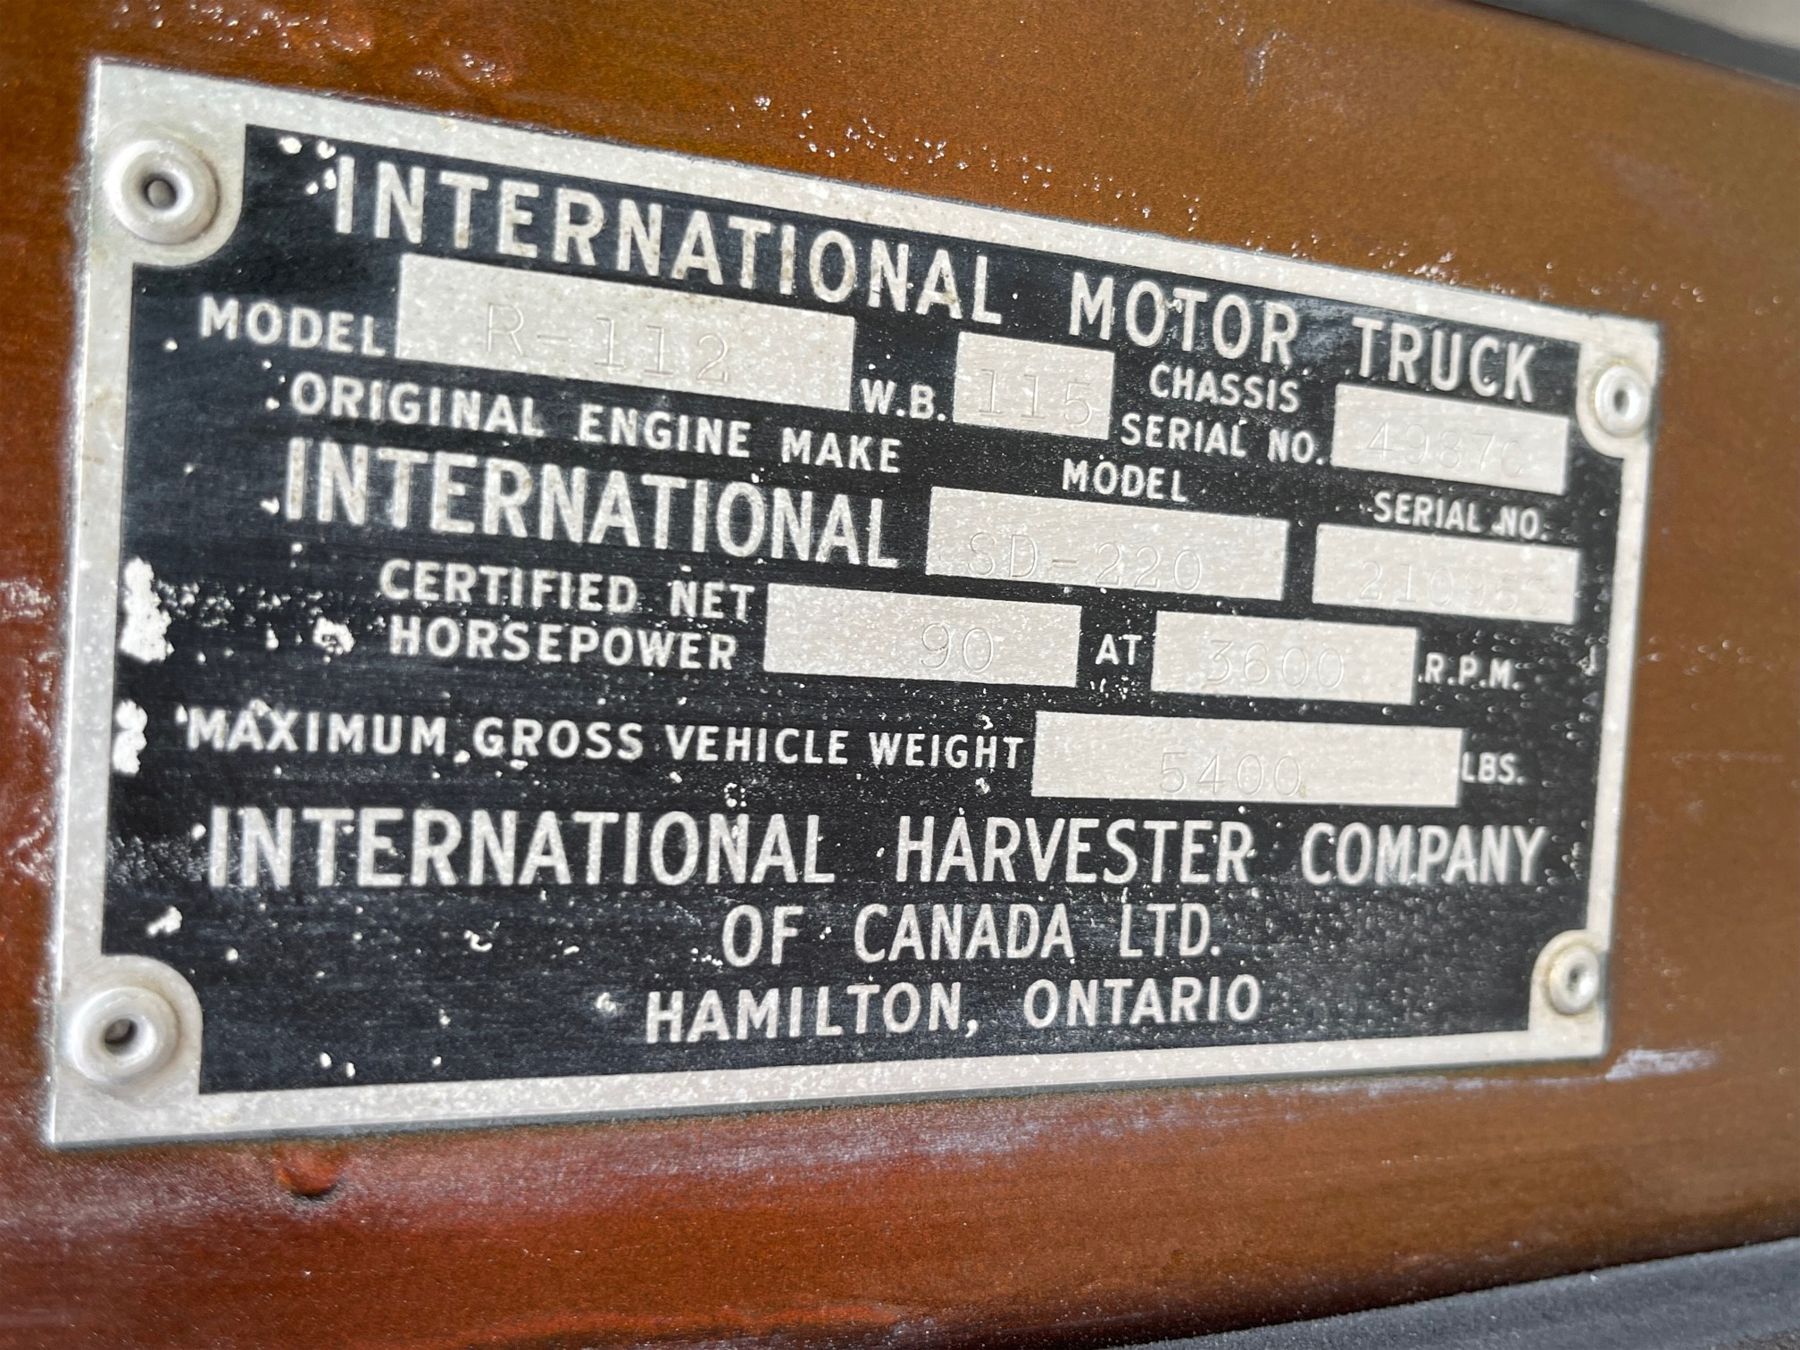 INTERNATIONAL MOTOR TRUCK
MODEL R-112 W.B. 115 CHASSIS SERIAL NO.
ORIGINAL ENGINE MAKE
INTERNATIONAL MODEL SD-220 SERIAL NO.
CERTIFIED NET HORSEPOWER 90 AT 3600 R.P.M.
MAXIMUM GROSS VEHICLE WEIGHT 5400 LBS.
INTERNATIONAL HARVESTER COMPANY
OF CANADA LTD.
HAMILTON, ONTARIO